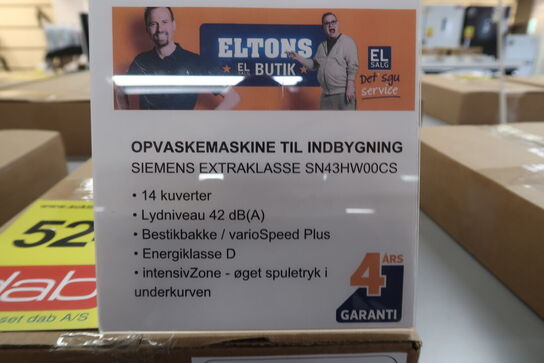 ELTONS
EL BUTIK
EL
SALG
Det sgu
service
OPVASKEMASKINE TIL INDBYGNING
SIEMENS EXTRAKLASSE SN43HW00CS
• 14 kuverter
• Lydniveau 42 dB(A)
• Bestikbakke / varioSpeed Plus
• Energiklasse D
• intensivZone - øget spuletryk i
underkurven
4 ÅRS
GARANTI
52
dab
set dab A/S